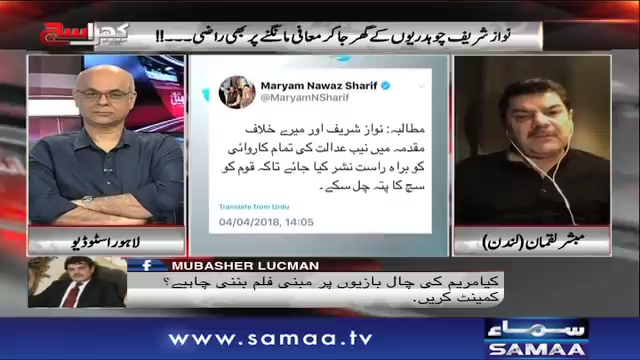 نواز شریف چوہدریوں کے گھر جا کر معافی مانگنے پر بھی راضی۔۔۔!!
کھرا سچ
Maryam Nawaz Sharif
@MaryamNSharif
مطالبہ: نواز شریف اور میرے خلاف
مقدمہ میں نیب عدالت کی تمام کاروائی
کو براہ راست نشر کیا جائے تاکہ قوم کو
سچ کا پتہ چل سکے۔
Translate from Urdu
04/04/2018, 14:05
لاہور اسٹوڈیو
مبشر لقمان (لندن)
f MUBASHER LUCMAN
کیا مریم کی چال بازیوں پر مبنی فلم بننی چاہیے؟
کمینٹ کریں.
www.samaa.tv
سماء
SAMAA